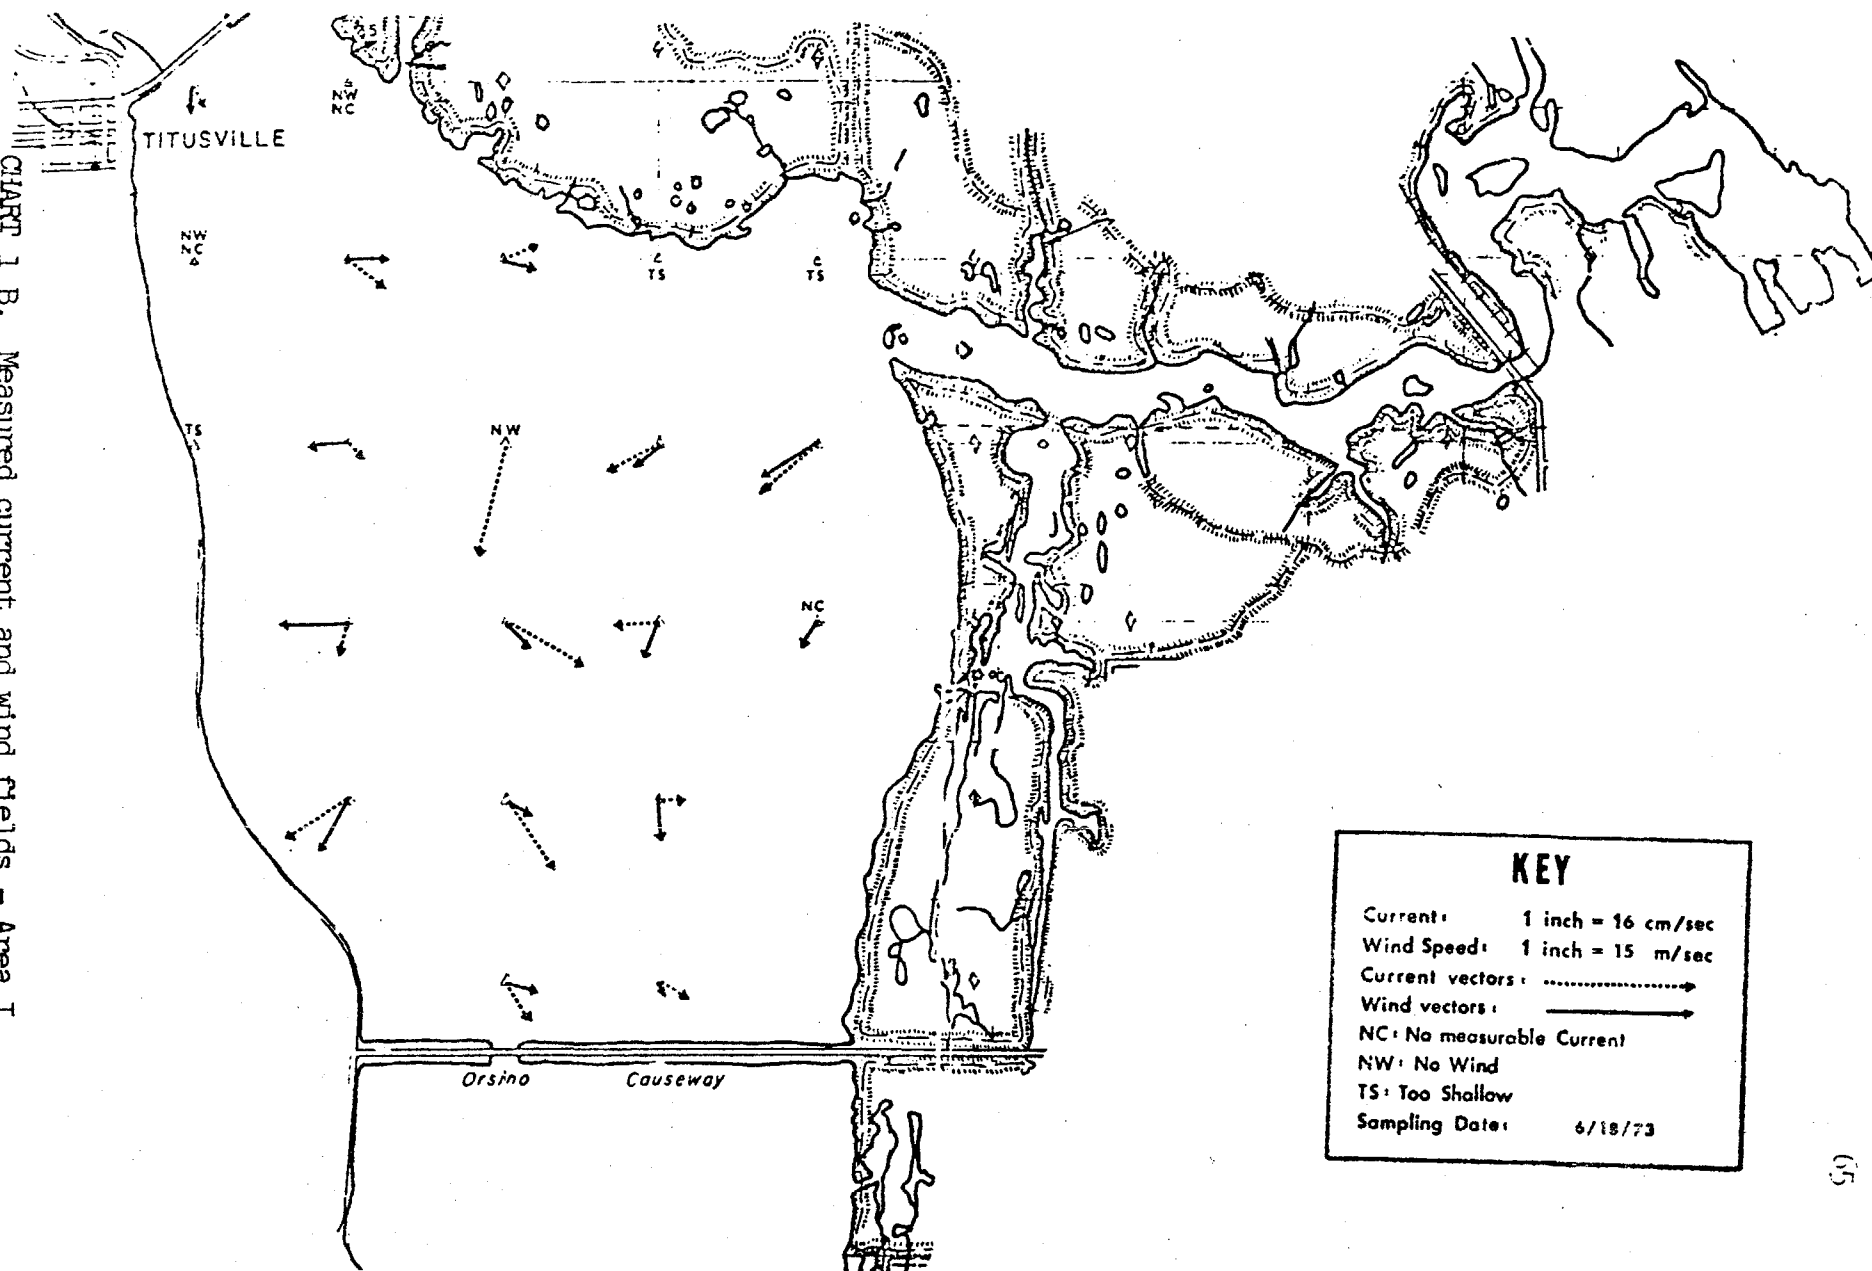 CHART 1 B. Measured current and wind fields - Area I
TITUSVILLE
NW
NC
NW
NC
TS
TS
TS
NW
NC
Orsino Causeway
KEY
Current: 1 inch = 16 cm/sec
Wind Speed: 1 inch = 15 m/sec
Current vectors:
Wind vectors:
NC: No measurable Current
NW: No Wind
TS: Too Shallow
Sampling Date: 6/18/73
65